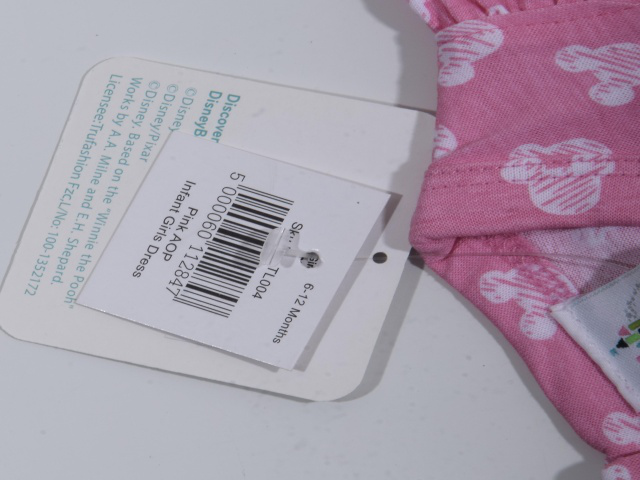 Discover
DisneyB
©Disney
©Disney/Pixar
©Disney. Based on the "Winnie the Pooh"
Works by A.A. Milne and E.H. Shepard.
Licensee:Trufashion FZCL/No: 100-1352172
TL004
6-12 Months
5 000060 112847
Pink AOP
Infant Girls Dress